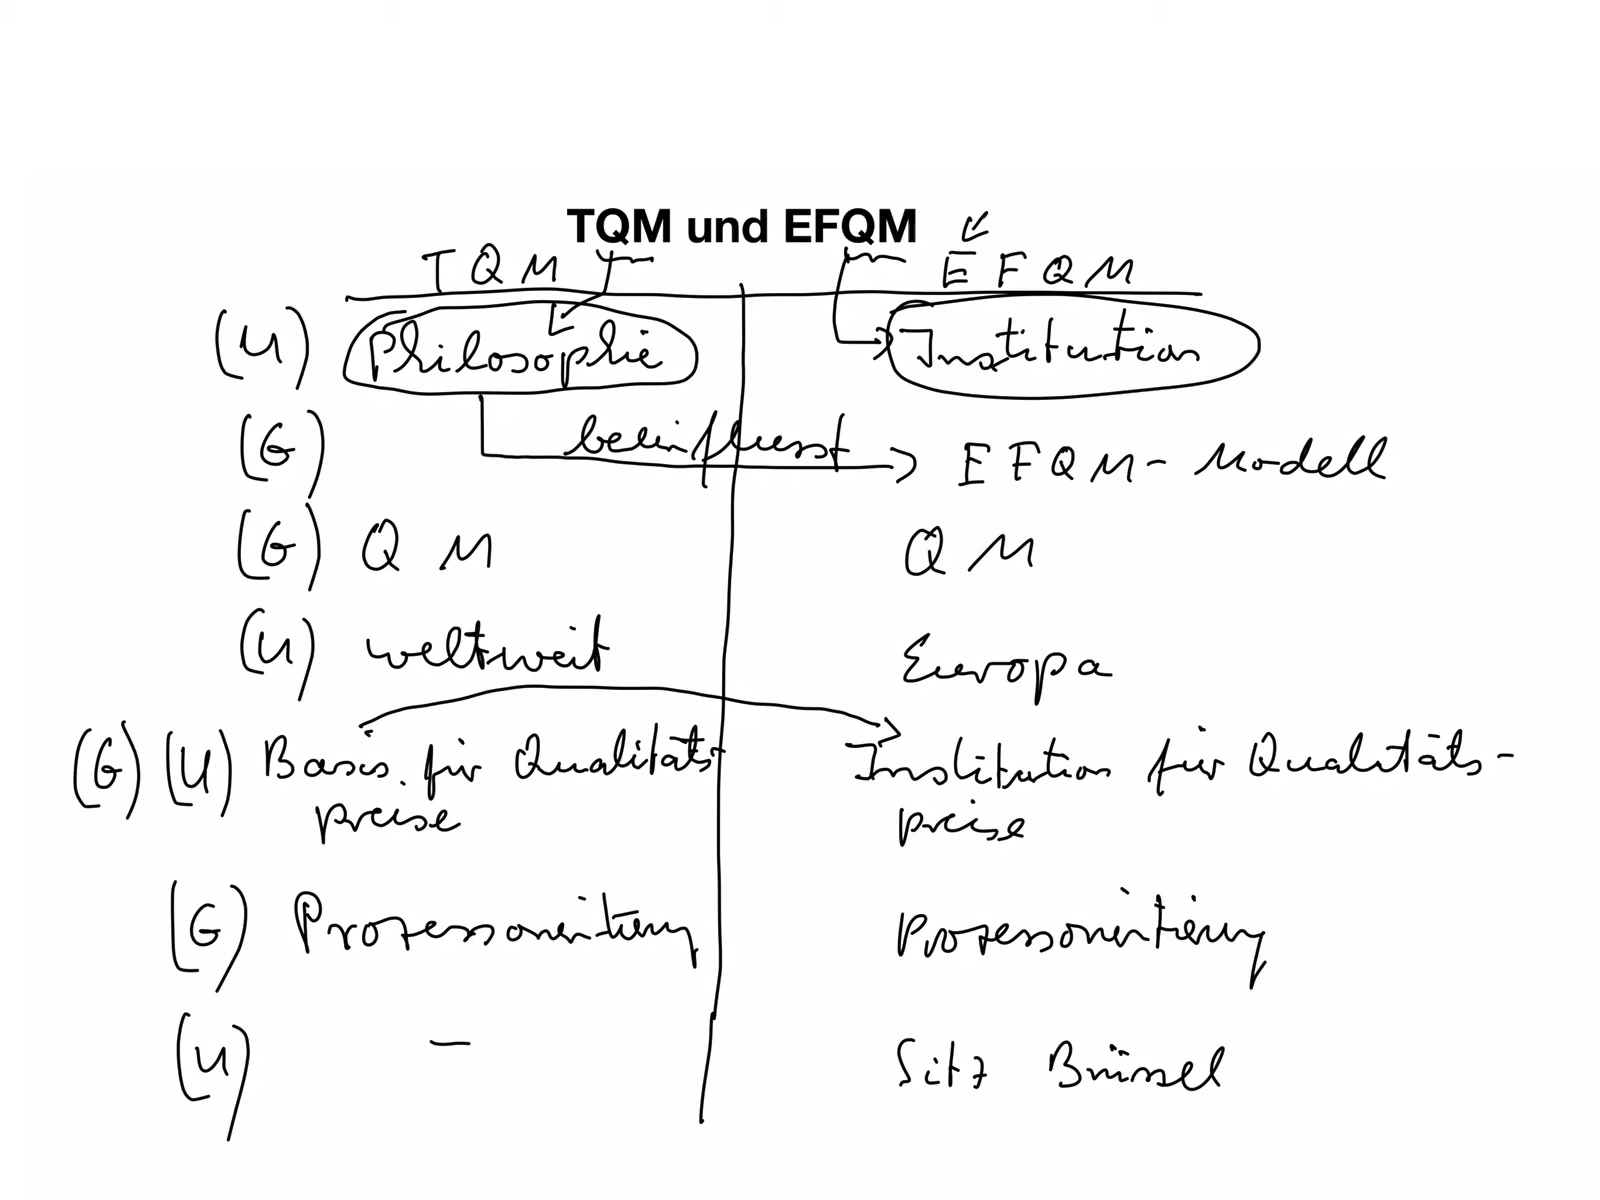 TQM und EFQM
TQM EFQM
(U) Philosophie Institution
(G) beeinflusst EFQM-Modell
(G) QM QM
(U) weltweit Europa
(G) (U) Basis für Qualitäts- Institution für Qualitäts-
preise preise
(G) Prozessorientierung Prozessorientierung
(U) – Sitz Brüssel